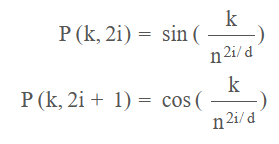 P (k, 2i) = sin ( k / n^{2i/ d} )
P (k, 2i + 1) = cos ( k / n^{2i/ d} )